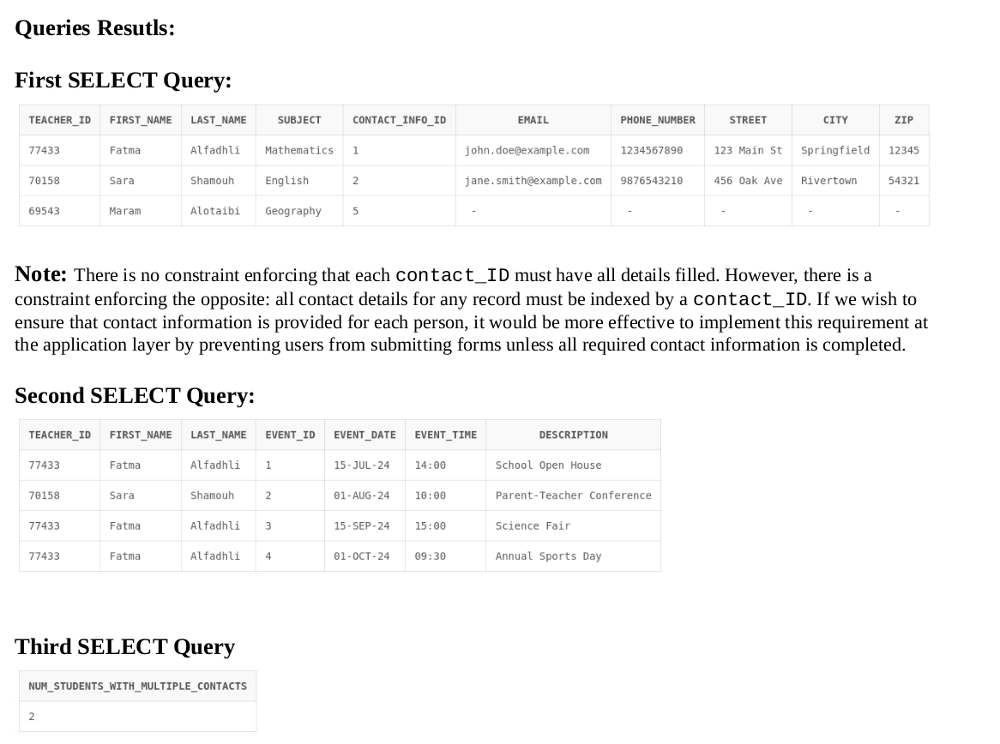 Queries Resutls:
First SELECT Query:
TEACHER_ID FIRST_NAME LAST_NAME SUBJECT CONTACT_INFO_ID EMAIL PHONE_NUMBER STREET CITY ZIP
77433 Fatma Alfadhli Mathematics 1 john.doe@example.com 1234567890 123 Main St Springfield 12345
70158 Sara Shamouh English 2 jane.smith@example.com 9876543210 456 Oak Ave Rivertown 54321
69543 Maram Alotaibi Geography 5 - - - - -
Note: There is no constraint enforcing that each contact_ID must have all details filled. However, there is a
constraint enforcing the opposite: all contact details for any record must be indexed by a contact_ID. If we wish to
ensure that contact information is provided for each person, it would be more effective to implement this requirement at
the application layer by preventing users from submitting forms unless all required contact information is completed.
Second SELECT Query:
TEACHER_ID FIRST_NAME LAST_NAME EVENT_ID EVENT_DATE EVENT_TIME DESCRIPTION
77433 Fatma Alfadhli 1 15-JUL-24 14:00 School Open House
70158 Sara Shamouh 2 01-AUG-24 10:00 Parent-Teacher Conference
77433 Fatma Alfadhli 3 15-SEP-24 15:00 Science Fair
77433 Fatma Alfadhli 4 01-OCT-24 09:30 Annual Sports Day
Third SELECT Query
NUM_STUDENTS_WITH_MULTIPLE_CONTACTS
2